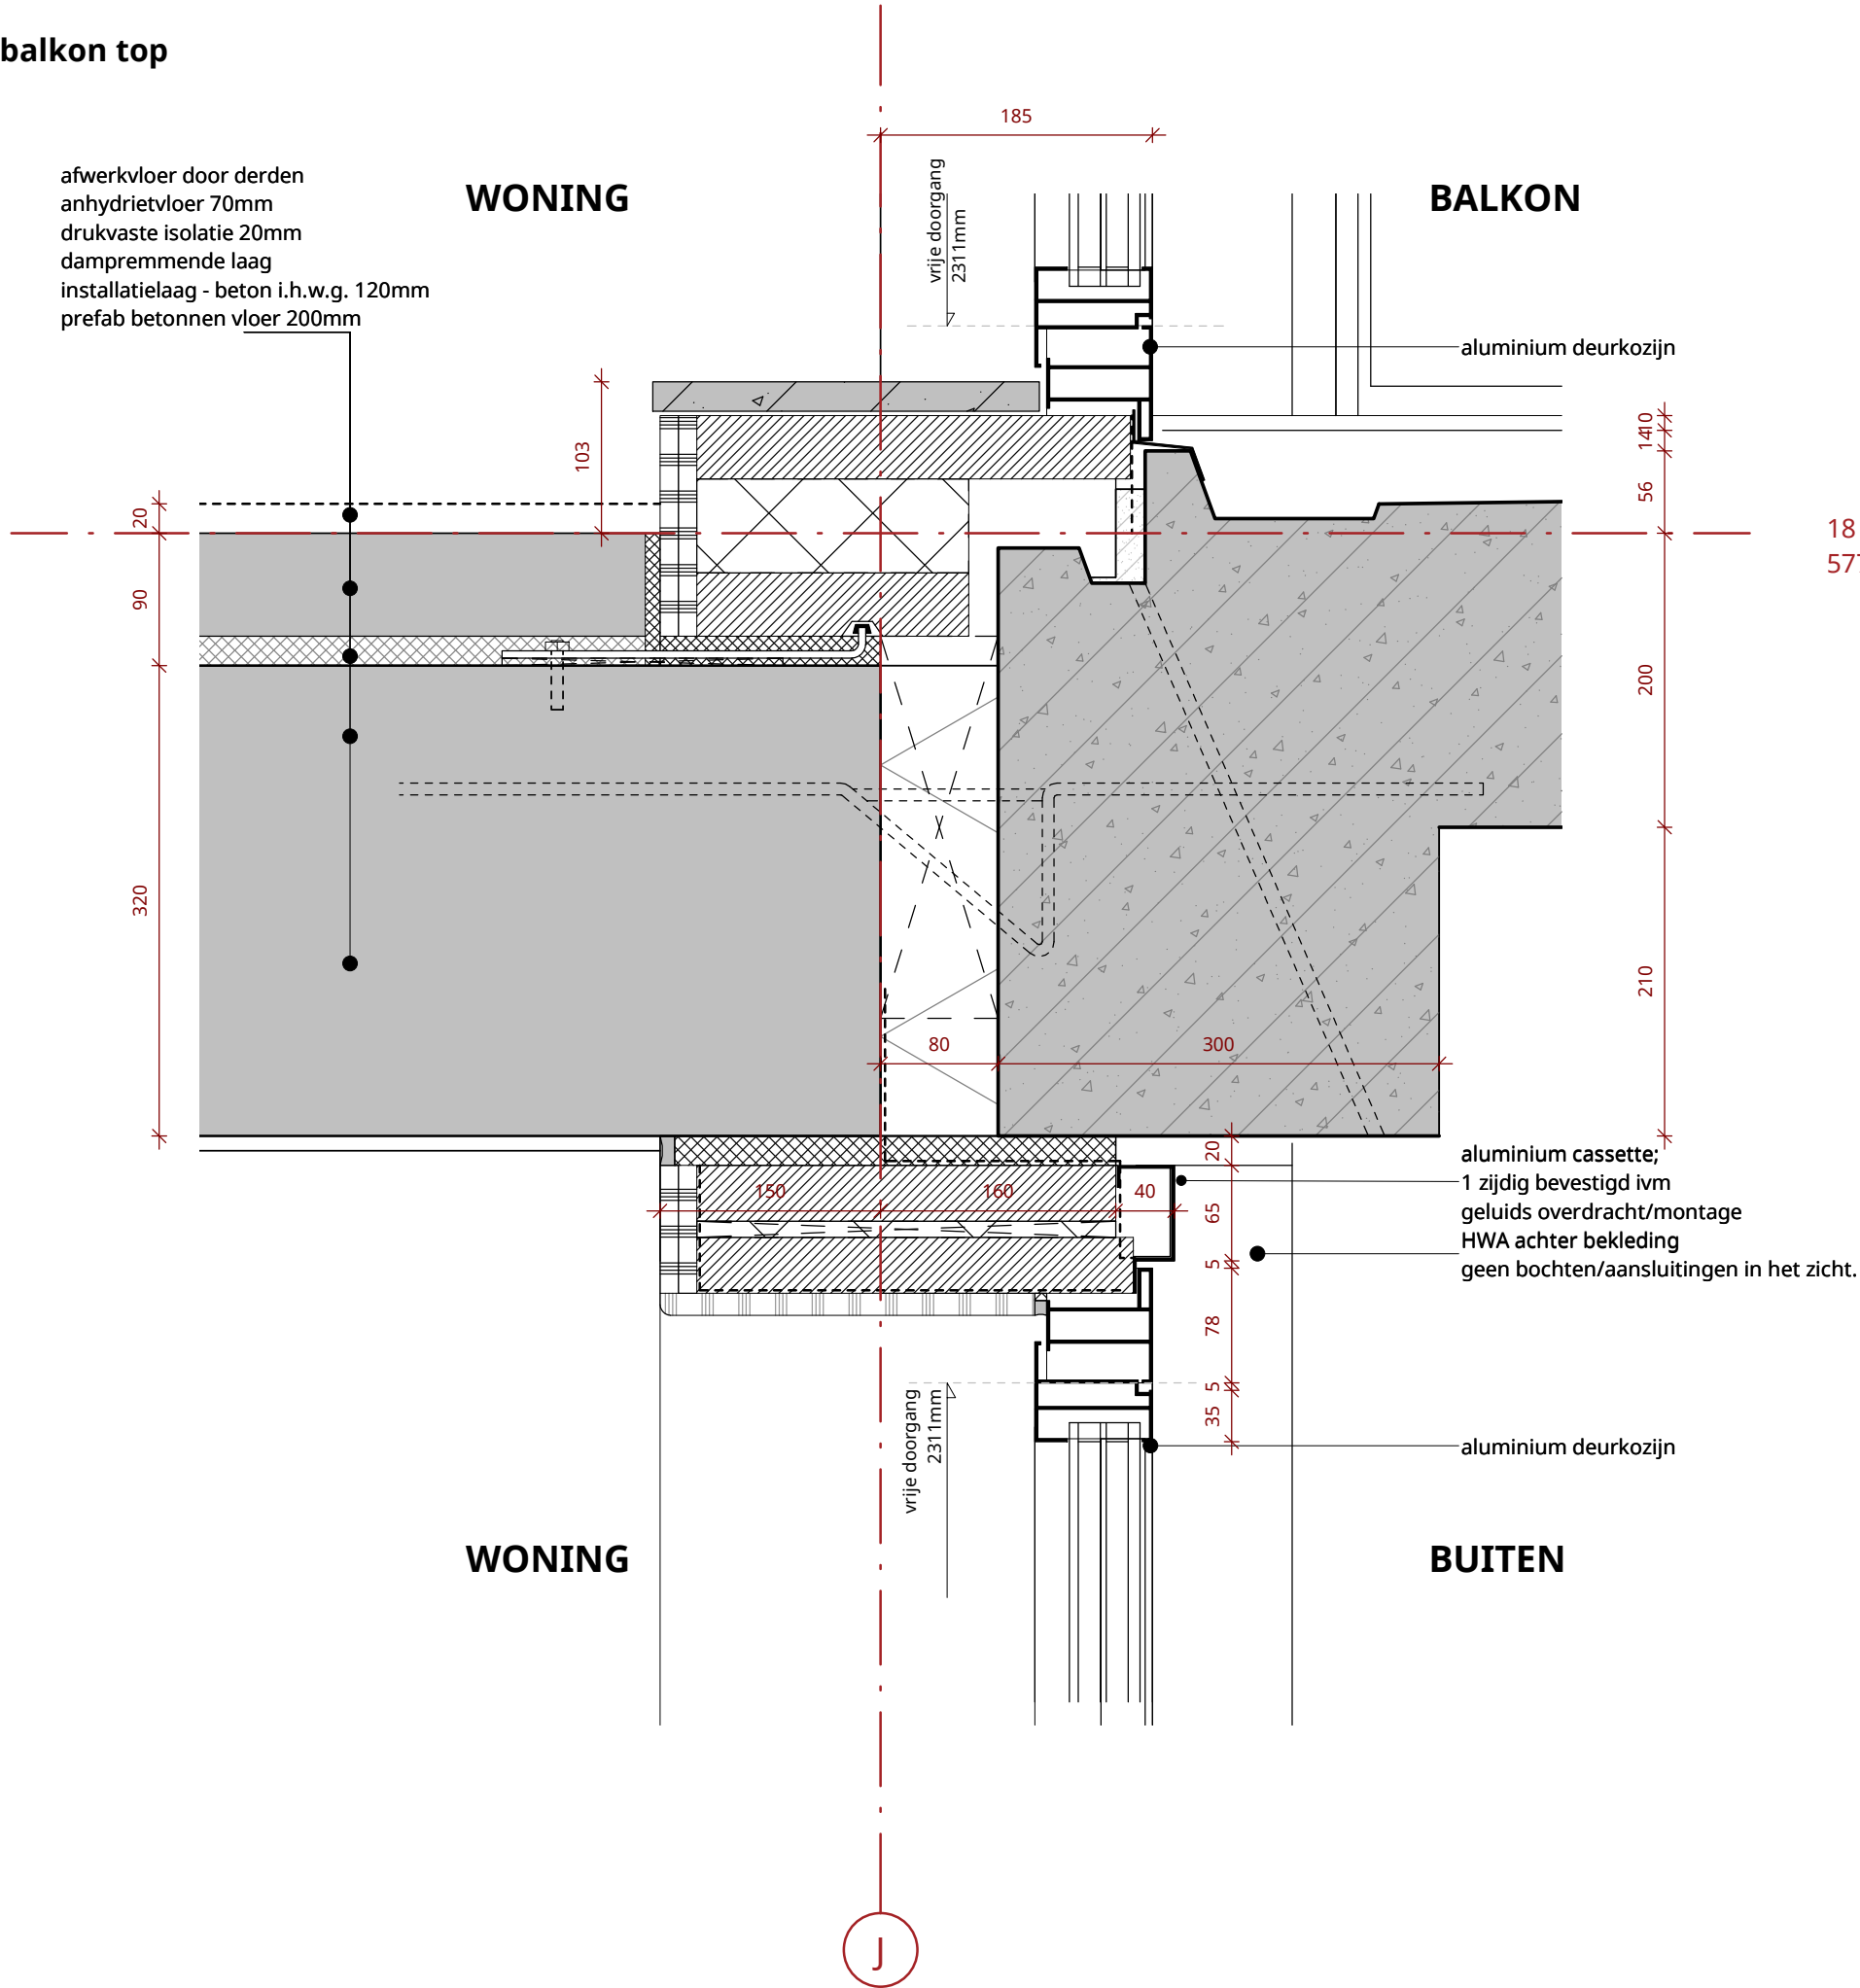 balkon top
185
afwerkvloer door derden
anhydrietvloer 70mm
drukvaste isolatie 20mm
dampremmende laag
installatielaag - beton i.h.w.g. 120mm
prefab betonnen vloer 200mm
WONING
vrije doorgang
2311mm
BALKON
aluminium deurkozijn
103
10
14
56
20
18
577
90
200
320
210
80
300
20
150
160
40
65
5
aluminium cassette;
1 zijdig bevestigd ivm
geluids overdracht/montage
HWA achter bekleding
geen bochten/aansluitingen in het zicht.
78
5
35
vrije doorgang
2311mm
aluminium deurkozijn
WONING
BUITEN
J